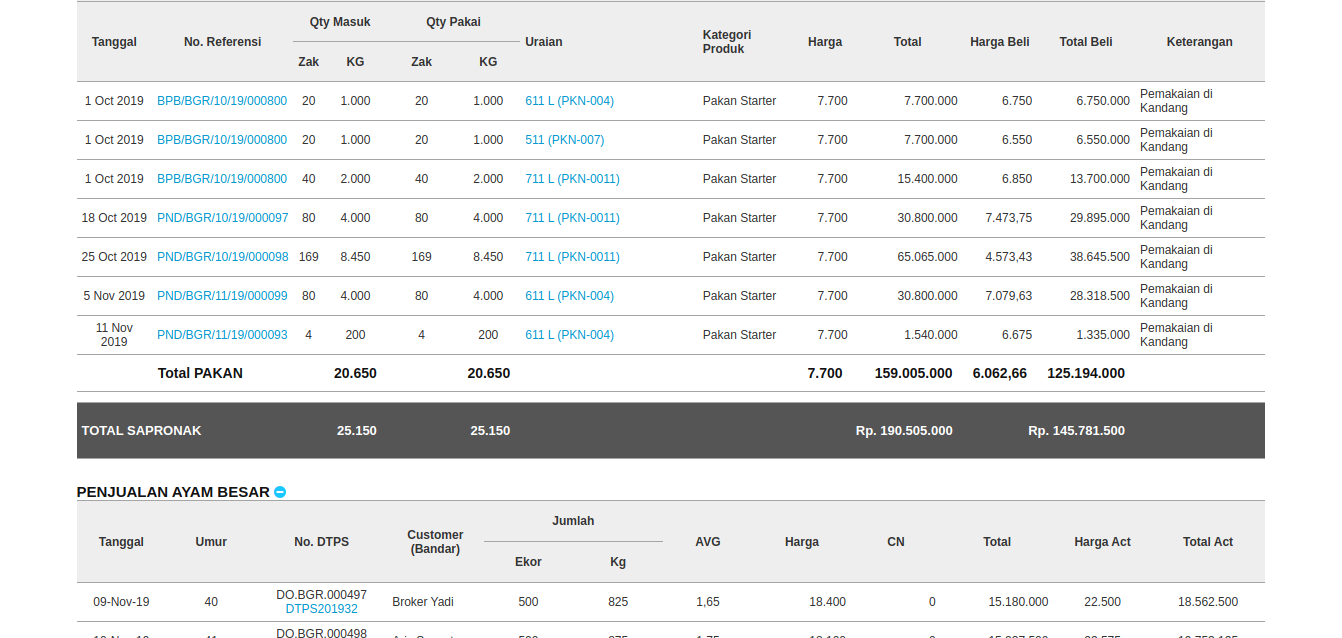 Tanggal No. Referensi Qty Masuk Qty Pakai Uraian Kategori Produk Harga Total Harga Beli Total Beli Keterangan
Zak KG Zak KG
1 Oct 2019 BPB/BGR/10/19/000800 20 1.000 20 1.000 611 L (PKN-004) Pakan Starter 7.700 7.700.000 6.750 6.750.000 Pemakaian di Kandang
1 Oct 2019 BPB/BGR/10/19/000800 20 1.000 20 1.000 511 (PKN-007) Pakan Starter 7.700 7.700.000 6.550 6.550.000 Pemakaian di Kandang
1 Oct 2019 BPB/BGR/10/19/000800 40 2.000 40 2.000 711 L (PKN-0011) Pakan Starter 7.700 15.400.000 6.850 13.700.000 Pemakaian di Kandang
18 Oct 2019 PND/BGR/10/19/000097 80 4.000 80 4.000 711 L (PKN-0011) Pakan Starter 7.700 30.800.000 7.473,75 29.895.000 Pemakaian di Kandang
25 Oct 2019 PND/BGR/10/19/000098 169 8.450 169 8.450 711 L (PKN-0011) Pakan Starter 7.700 65.065.000 4.573,43 38.645.500 Pemakaian di Kandang
5 Nov 2019 PND/BGR/11/19/000099 80 4.000 80 4.000 611 L (PKN-004) Pakan Starter 7.700 30.800.000 7.079,63 28.318.500 Pemakaian di Kandang
11 Nov 2019 PND/BGR/11/19/000093 4 200 4 200 611 L (PKN-004) Pakan Starter 7.700 1.540.000 6.675 1.335.000 Pemakaian di Kandang
Total PAKAN 20.650 20.650 7.700 159.005.000 6.062,66 125.194.000
TOTAL SAPRONAK 25.150 25.150 Rp. 190.505.000 Rp. 145.781.500
PENJUALAN AYAM BESAR
Tanggal Umur No. DTPS Customer (Bandar) Jumlah AVG Harga CN Total Harga Act Total Act
Ekor Kg
09-Nov-19 40 DO.BGR.000497 DTPS201932 Broker Yadi 500 825 1,65 18.400 0 15.180.000 22.500 18.562.500
DO.BGR.000498